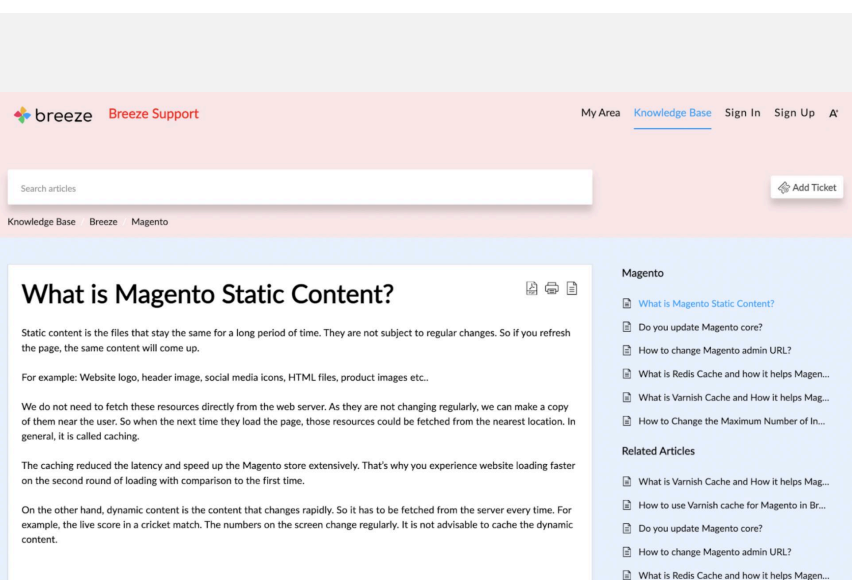 breeze Breeze Support
My Area Knowledge Base Sign In Sign Up A
Search articles
Add Ticket
Knowledge Base Breeze Magento
What is Magento Static Content?
Static content is the files that stay the same for a long period of time. They are not subject to regular changes. So if you refresh
the page, the same content will come up.
For example: Website logo, header image, social media icons, HTML files, product images etc..
We do not need to fetch these resources directly from the web server. As they are not changing regularly, we can make a copy
of them near the user. So when the next time they load the page, those resources could be fetched from the nearest location. In
general, it is called caching.
The caching reduced the latency and speed up the Magento store extensively. That’s why you experience website loading faster
on the second round of loading with comparison to the first time.
On the other hand, dynamic content is the content that changes rapidly. So it has to be fetched from the server every time. For
example, the live score in a cricket match. The numbers on the screen change regularly. It is not advisable to cache the dynamic
content.
Magento
What is Magento Static Content?
Do you update Magento core?
How to change Magento admin URL?
What is Redis Cache and how it helps Magen...
What is Varnish Cache and How it helps Mag...
How to Change the Maximum Number of In...
Related Articles
What is Varnish Cache and How it helps Mag...
How to use Varnish cache for Magento in Br...
Do you update Magento core?
How to change Magento admin URL?
What is Redis Cache and how it helps Magen...